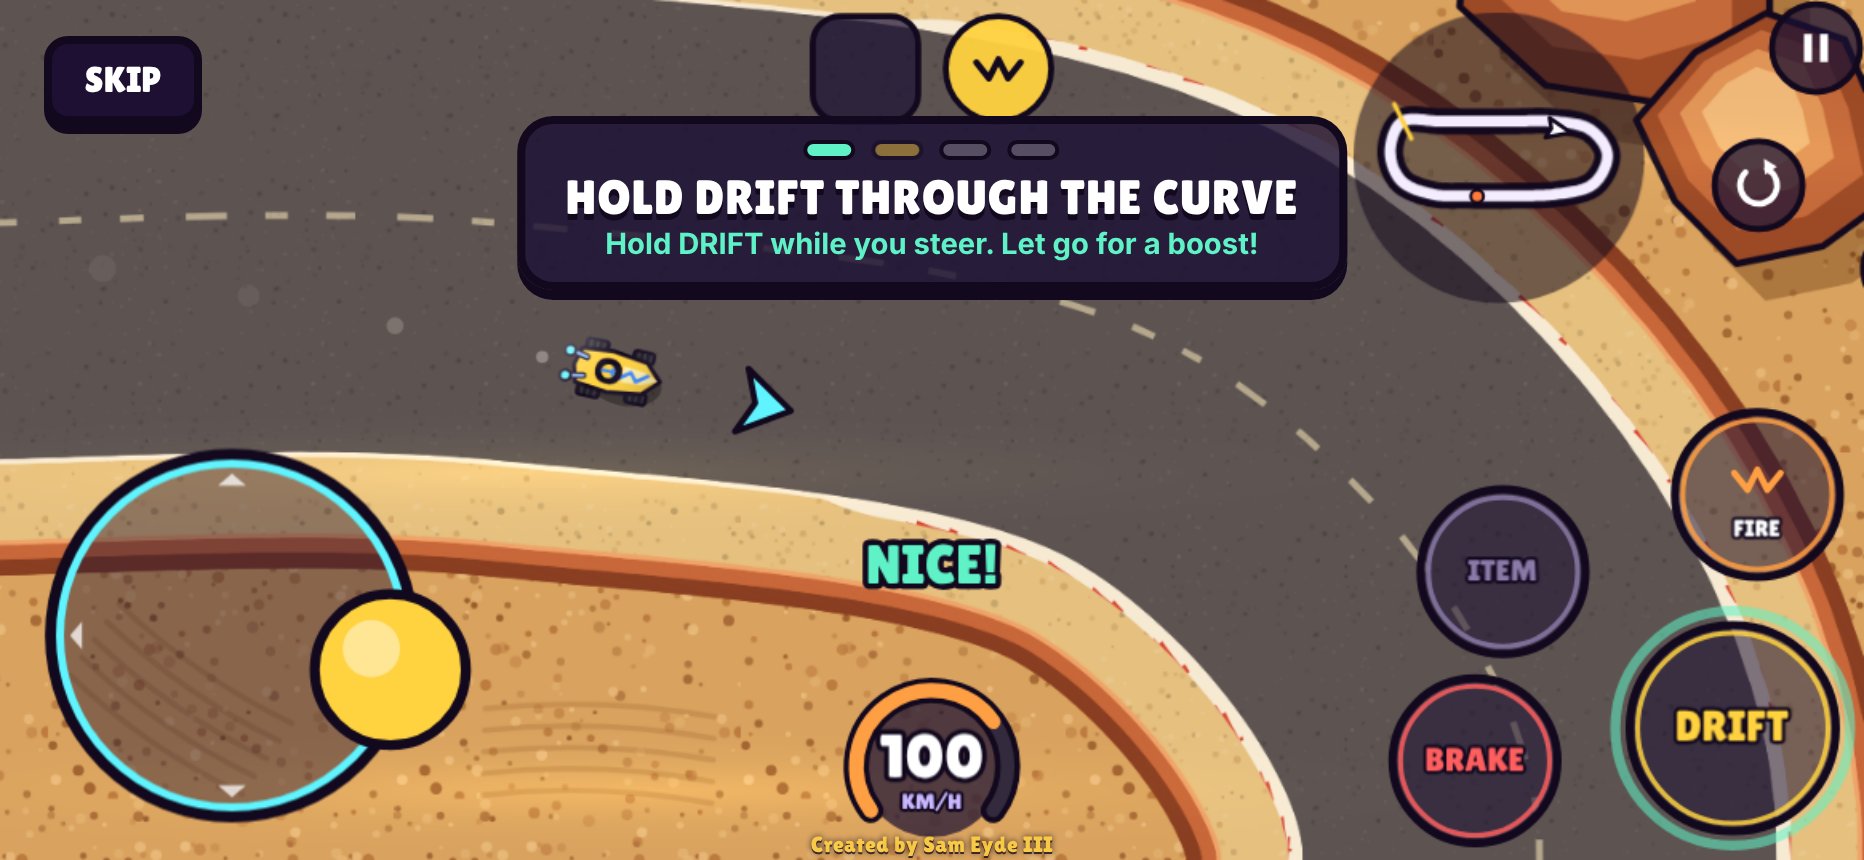 SKIP
HOLD DRIFT THROUGH THE CURVE
Hold DRIFT while you steer. Let go for a boost!
NICE!
FIRE
ITEM
DRIFT
BRAKE
100
KM/H
Created by Sam Eyde III